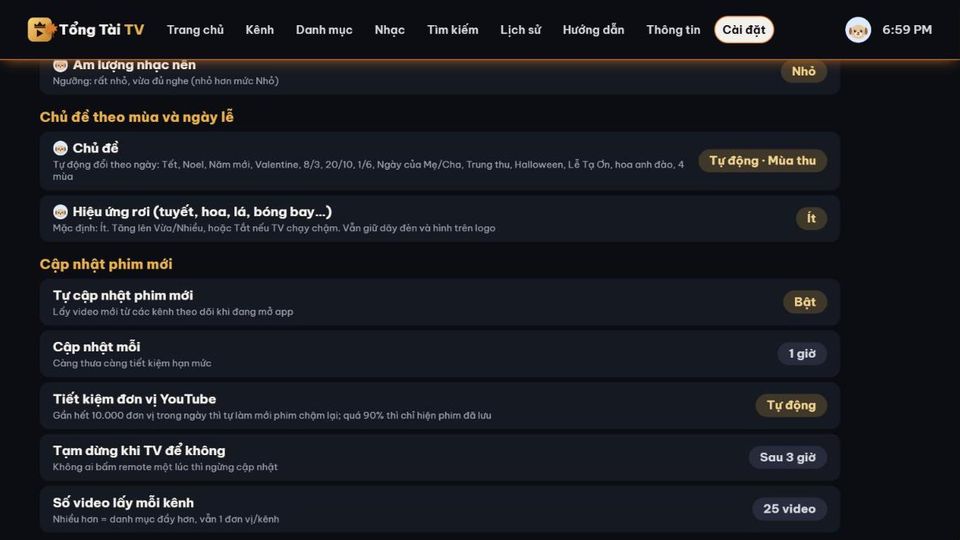 Tổng Tài TV
Trang chủ
Kênh
Danh mục
Nhạc
Tìm kiếm
Lịch sử
Hướng dẫn
Thông tin
Cài đặt
6:59 PM
Âm lượng nhạc nền
Ngưỡng: rất nhỏ, vừa đủ nghe (nhỏ hơn mức Nhỏ)
Nhỏ
Chủ đề theo mùa và ngày lễ
Chủ đề
Tự động đổi theo ngày: Tết, Noel, Năm mới, Valentine, 8/3, 20/10, 1/6, Ngày của Mẹ/Cha, Trung thu, Halloween, Lễ Tạ Ơn, hoa anh đào, 4
mùa
Tự động · Mùa thu
Hiệu ứng rơi (tuyết, hoa, lá, bóng bay...)
Mặc định: Ít. Tăng lên Vừa/Nhiều, hoặc Tắt nếu TV chạy chậm. Vẫn giữ dây đèn và hình trên logo
Ít
Cập nhật phim mới
Tự cập nhật phim mới
Lấy video mới từ các kênh theo dõi khi đang mở app
Bật
Cập nhật mỗi
Càng thưa càng tiết kiệm hạn mức
1 giờ
Tiết kiệm đơn vị YouTube
Gần hết 10.000 đơn vị trong ngày thì tự làm mới phim chậm lại; quá 90% thì chỉ hiện phim đã lưu
Tự động
Tạm dừng khi TV để không
Không ai bấm remote một lúc thì ngừng cập nhật
Sau 3 giờ
Số video lấy mỗi kênh
Nhiều hơn = danh mục đầy hơn, vẫn 1 đơn vị/kênh
25 video